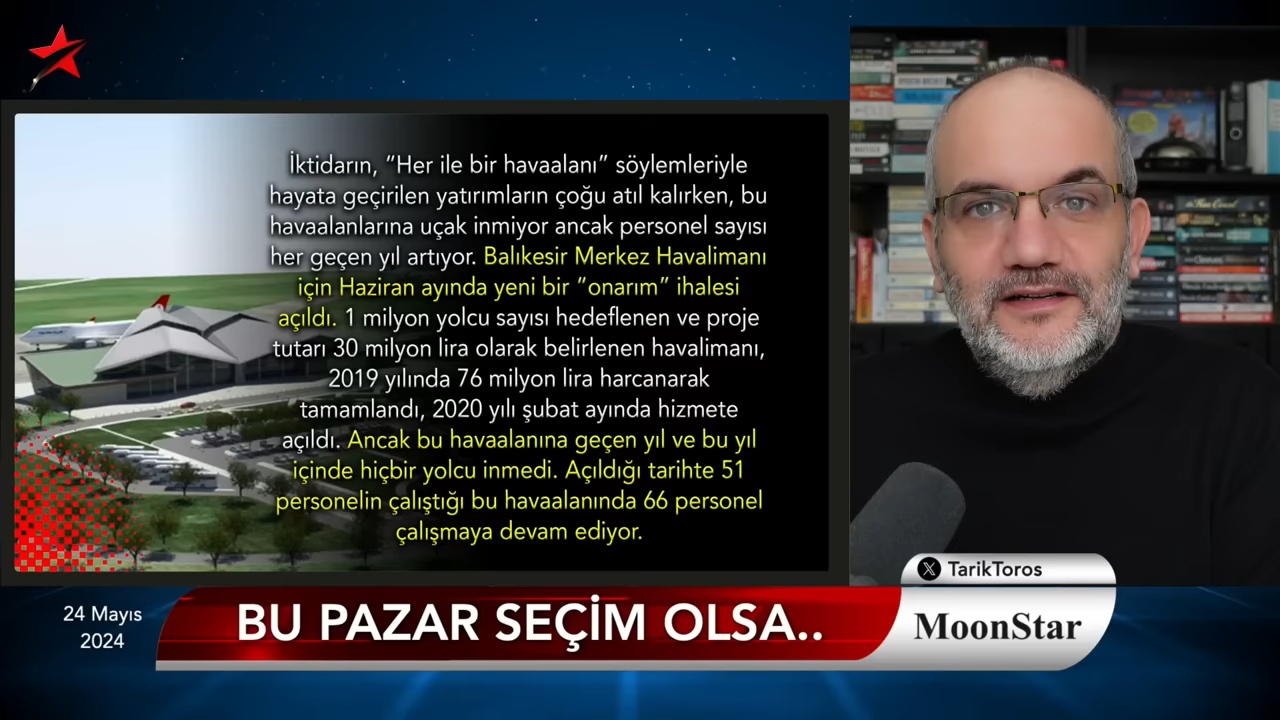 İktidarın, "Her ile bir havaalanı" söylemleriyle
hayata geçirilen yatırımların çoğu atıl kalırken, bu
havaalanlarına uçak inmiyor ancak personel sayısı
her geçen yıl artıyor. Balıkesir Merkez Havalimanı
için Haziran ayında yeni bir "onarım" ihalesi
açıldı. 1 milyon yolcu sayısı hedeflenen ve proje
tutarı 30 milyon lira olarak belirlenen havalimanı,
2019 yılında 76 milyon lira harcanarak
tamamlandı, 2020 yılı şubat ayında hizmete
açıldı. Ancak bu havaalanına geçen yıl ve bu yıl
içinde hiçbir yolcu inmedi. Açıldığı tarihte 51
personelin çalıştığı bu havaalanında 66 personel
çalışmaya devam ediyor.
X TarikToros
24 Mayıs
2024
BU PAZAR SEÇİM OLSA..
MoonStar